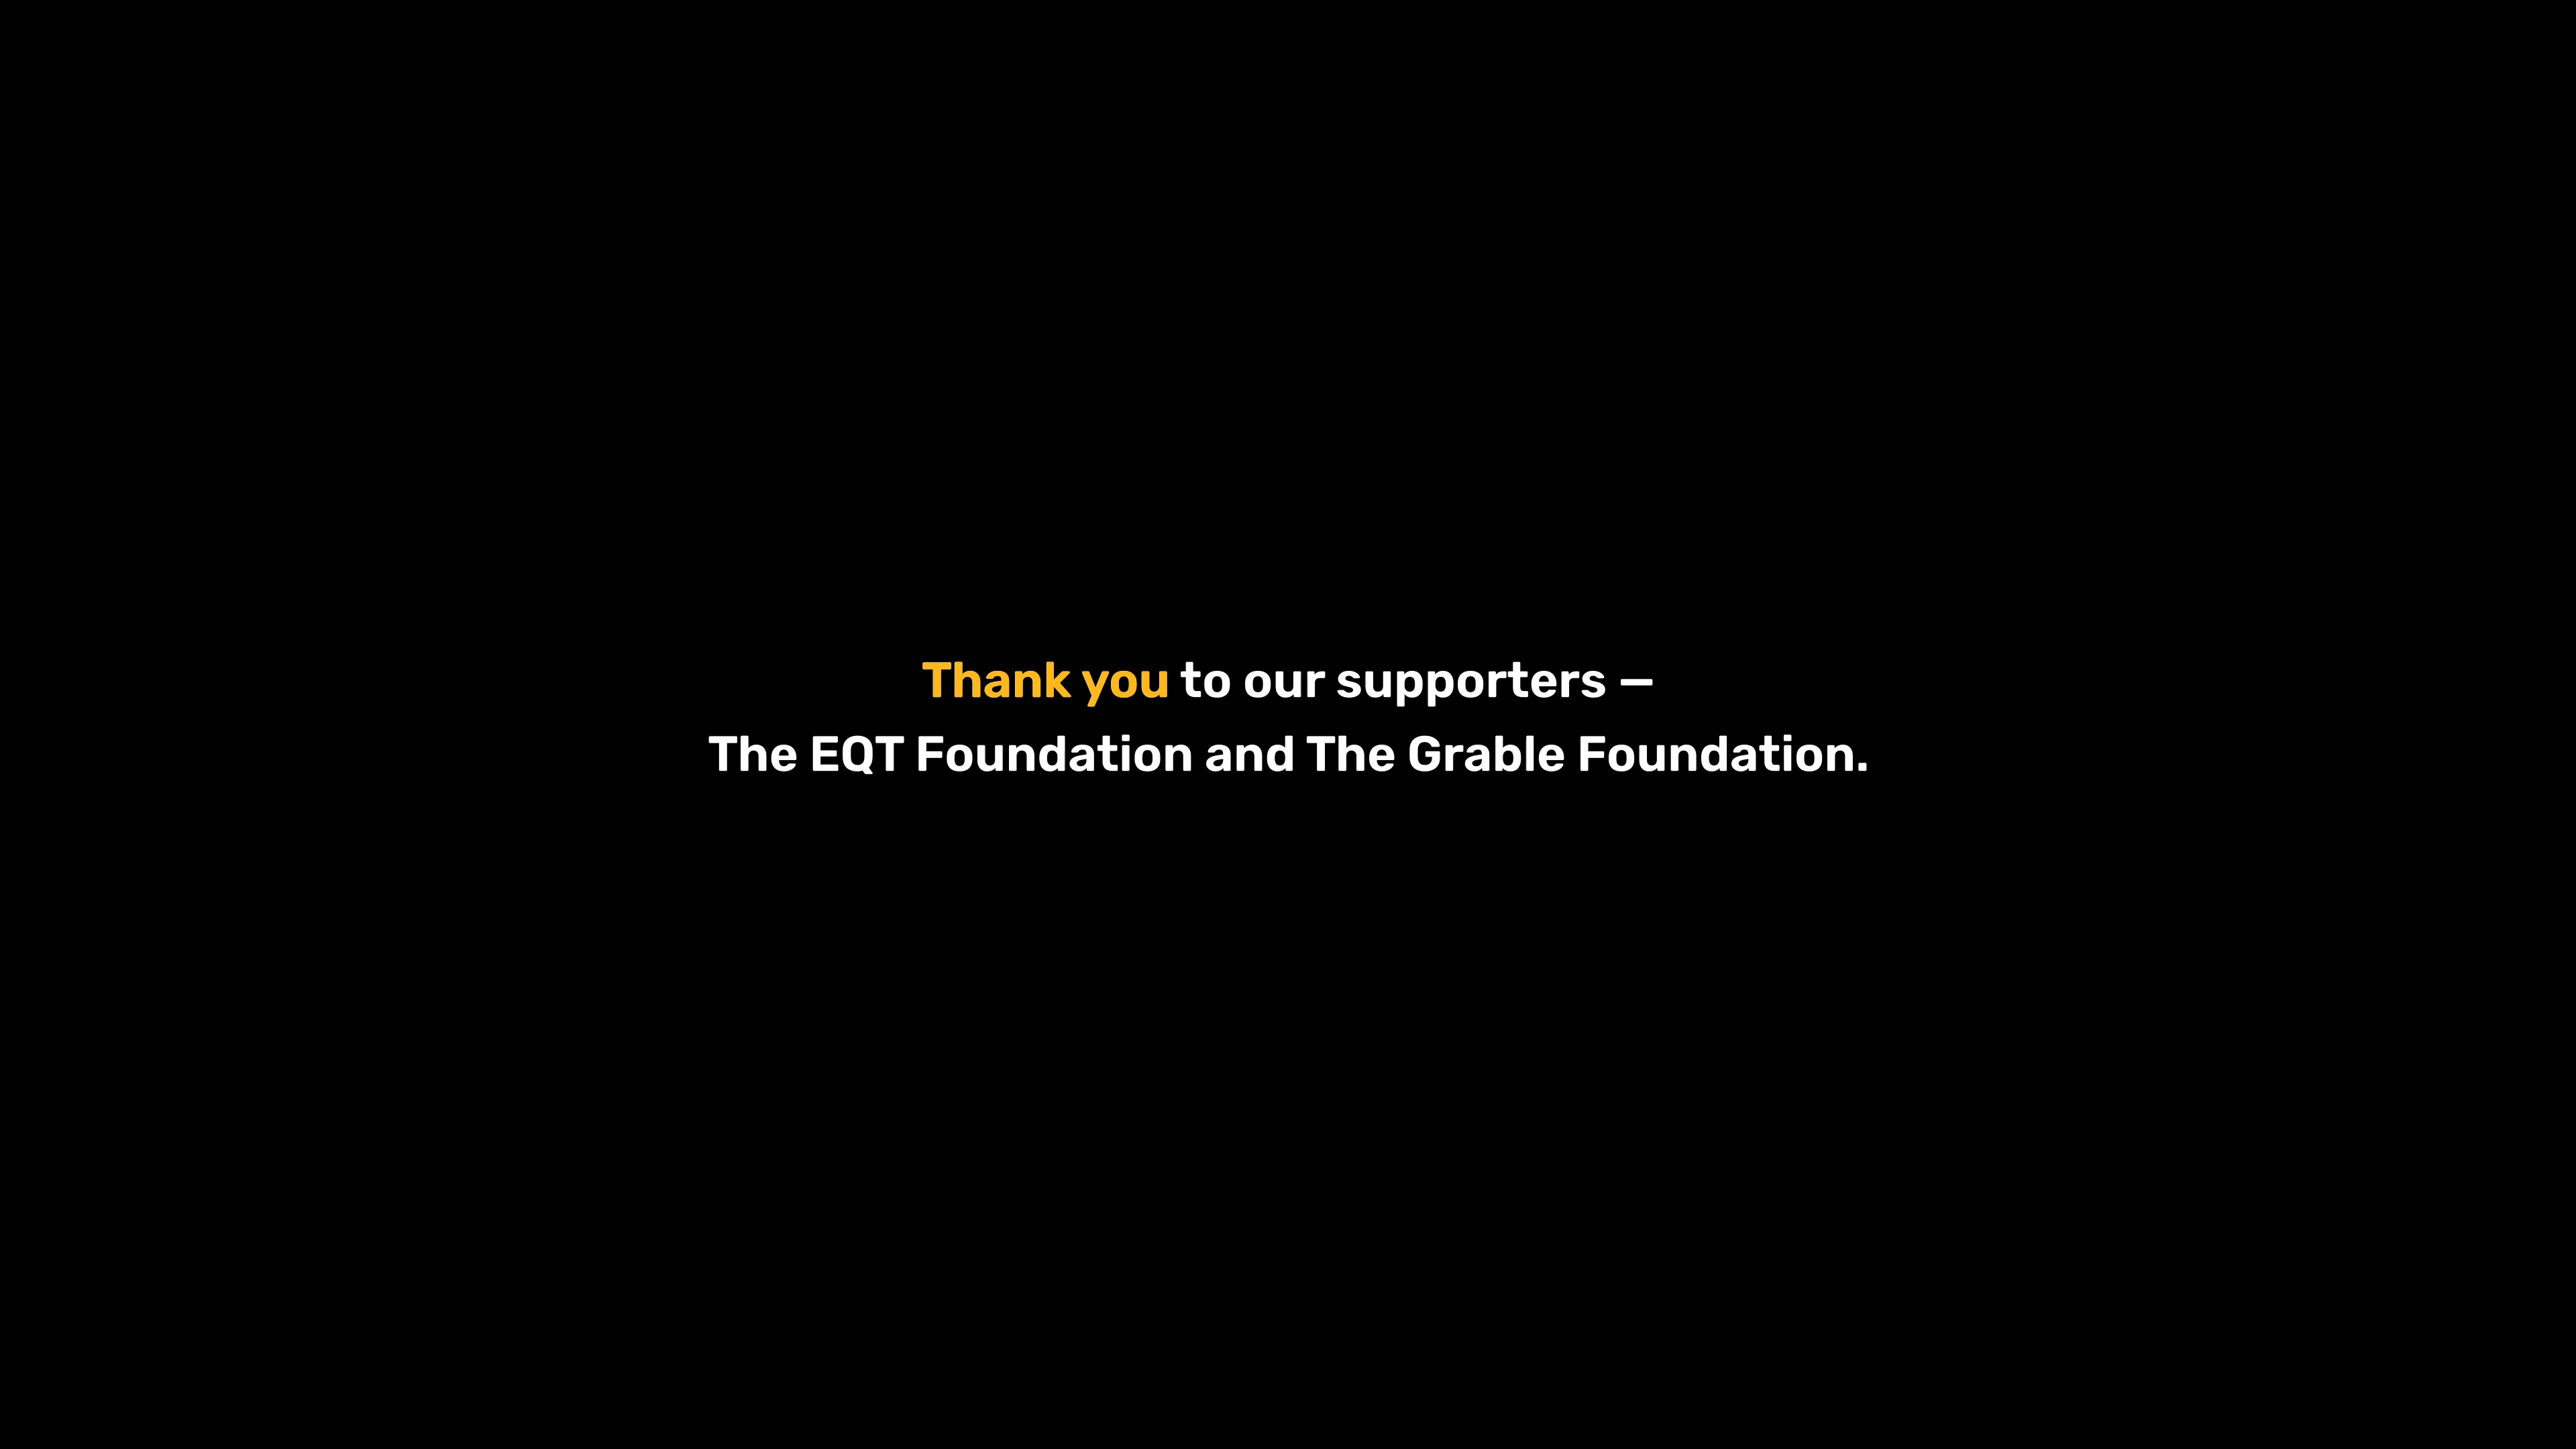 Thank you to our supporters —
The EQT Foundation and The Grable Foundation.